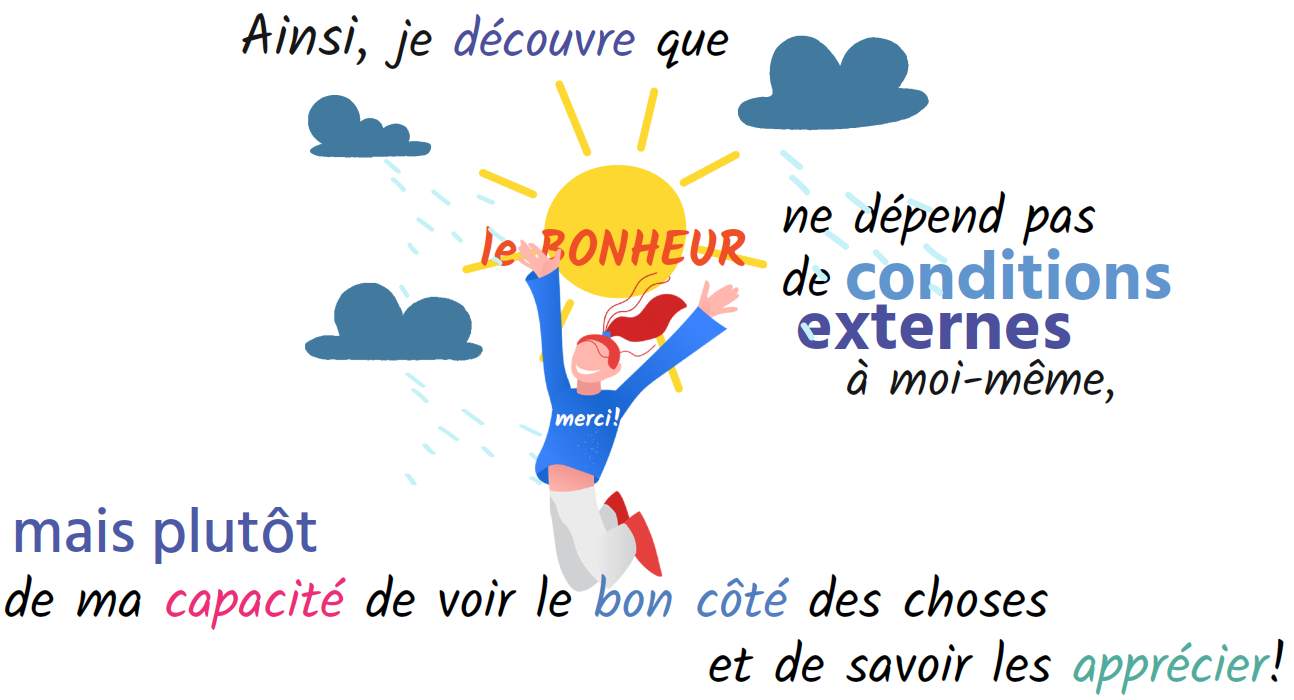 Ainsi, je découvre que
le BONHEUR
ne dépend pas
de conditions
externes
à moi-même,
merci!
mais plutôt
de ma capacité de voir le bon côté des choses
et de savoir les apprécier!